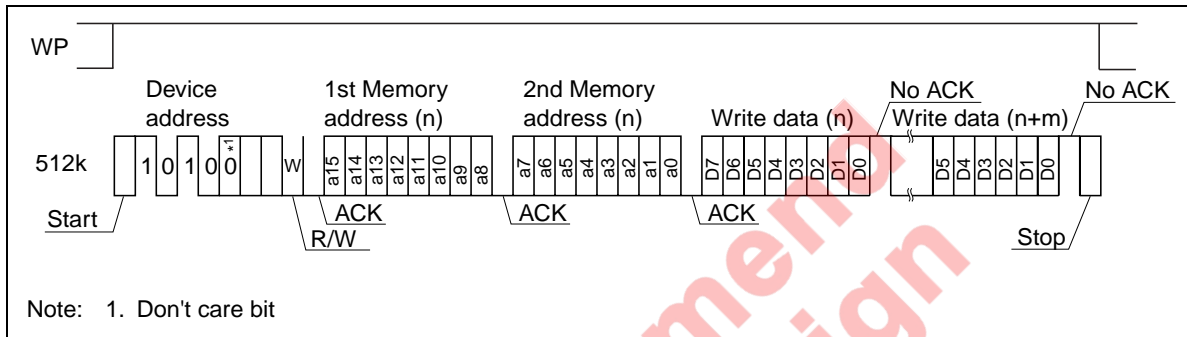 WP
Device address
1st Memory address (n)
2nd Memory address (n)
Write data (n)
No ACK
Write data (n+m)
No ACK
512k
1 0 1 0 0 *1 W
a15 a14 a13 a12 a11 a10 a9 a8
a7 a6 a5 a4 a3 a2 a1 a0
D7 D6 D5 D4 D3 D2 D1 D0
D5 D4 D3 D2 D1 D0
Start
R/W
ACK
ACK
ACK
Stop
Note: 1. Don't care bit
mend
sign